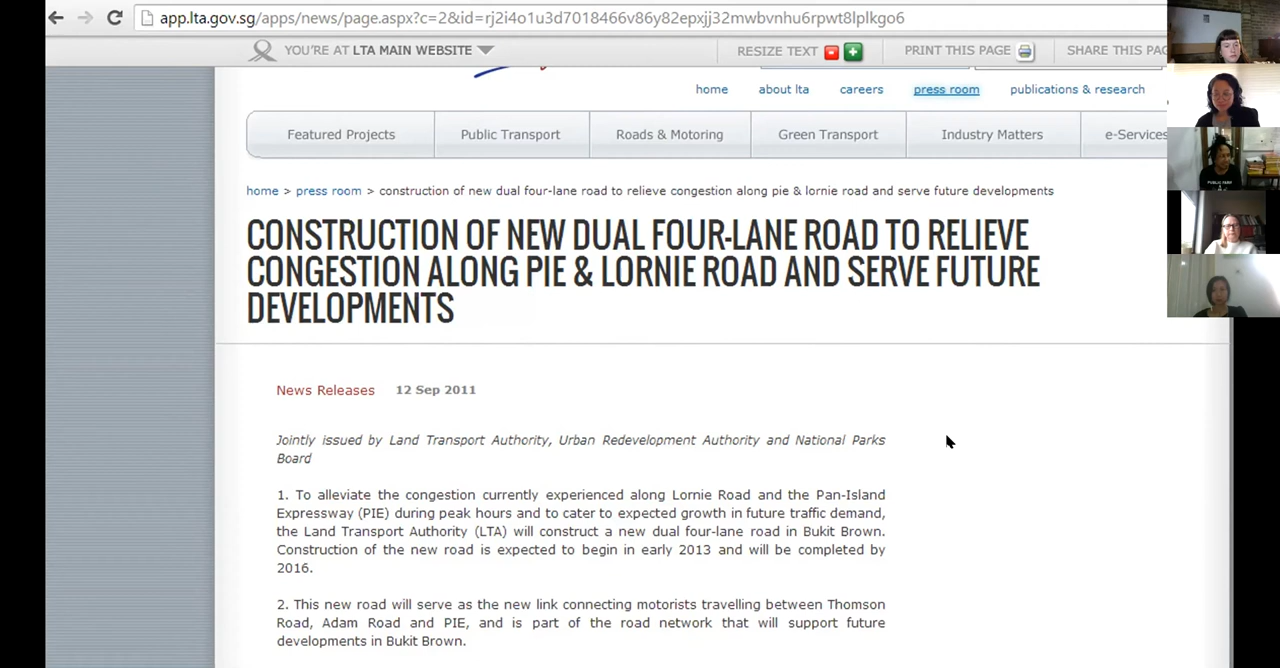 app.lta.gov.sg/apps/news/page.aspx?c=2&id=rj2i4o1u3d7018466v86y82epxjj32mwbvnhu6rpwt8lplkgo6
YOU'RE AT LTA MAIN WEBSITE
RESIZE TEXT
PRINT THIS PAGE
SHARE THIS PAG
home
about lta
careers
press room
publications & research
Featured Projects
Public Transport
Roads & Motoring
Green Transport
Industry Matters
e-Services
home > press room > construction of new dual four-lane road to relieve congestion along pie & lornie road and serve future developments
CONSTRUCTION OF NEW DUAL FOUR-LANE ROAD TO RELIEVE
CONGESTION ALONG PIE & LORNIE ROAD AND SERVE FUTURE
DEVELOPMENTS
News Releases 12 Sep 2011
Jointly issued by Land Transport Authority, Urban Redevelopment Authority and National Parks
Board
1. To alleviate the congestion currently experienced along Lornie Road and the Pan-Island
Expressway (PIE) during peak hours and to cater to expected growth in future traffic demand,
the Land Transport Authority (LTA) will construct a new dual four-lane road in Bukit Brown.
Construction of the new road is expected to begin in early 2013 and will be completed by
2016.
2. This new road will serve as the new link connecting motorists travelling between Thomson
Road, Adam Road and PIE, and is part of the road network that will support future
developments in Bukit Brown.